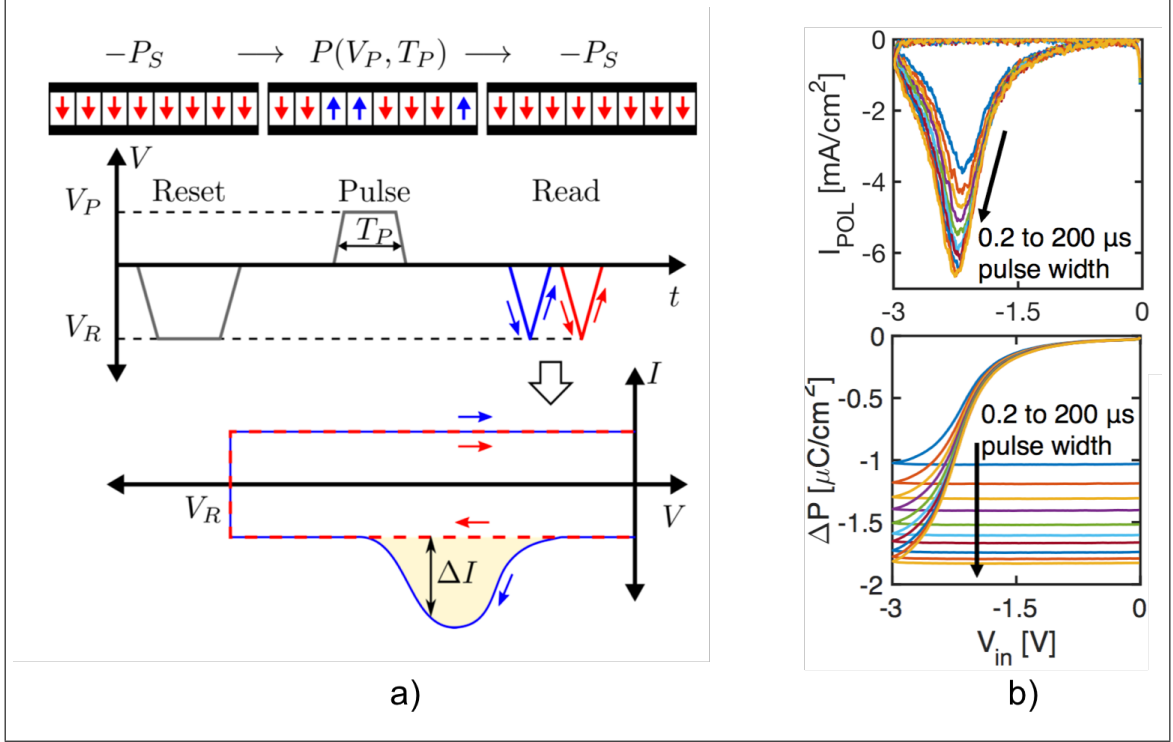 −P_S → P(V_P, T_P) → −P_S
V
Reset Pulse Read
V_P
T_P
t
V_R
I
V_R
V
ΔI
a)
0
-2
-4
-6
I_POL [mA/cm²]
0.2 to 200 µs
pulse width
-3 -1.5 0
0
-0.5
-1
-1.5
-2
ΔP [µC/cm²]
0.2 to 200 µs
pulse width
-3 -1.5 0
V_in [V]
b)